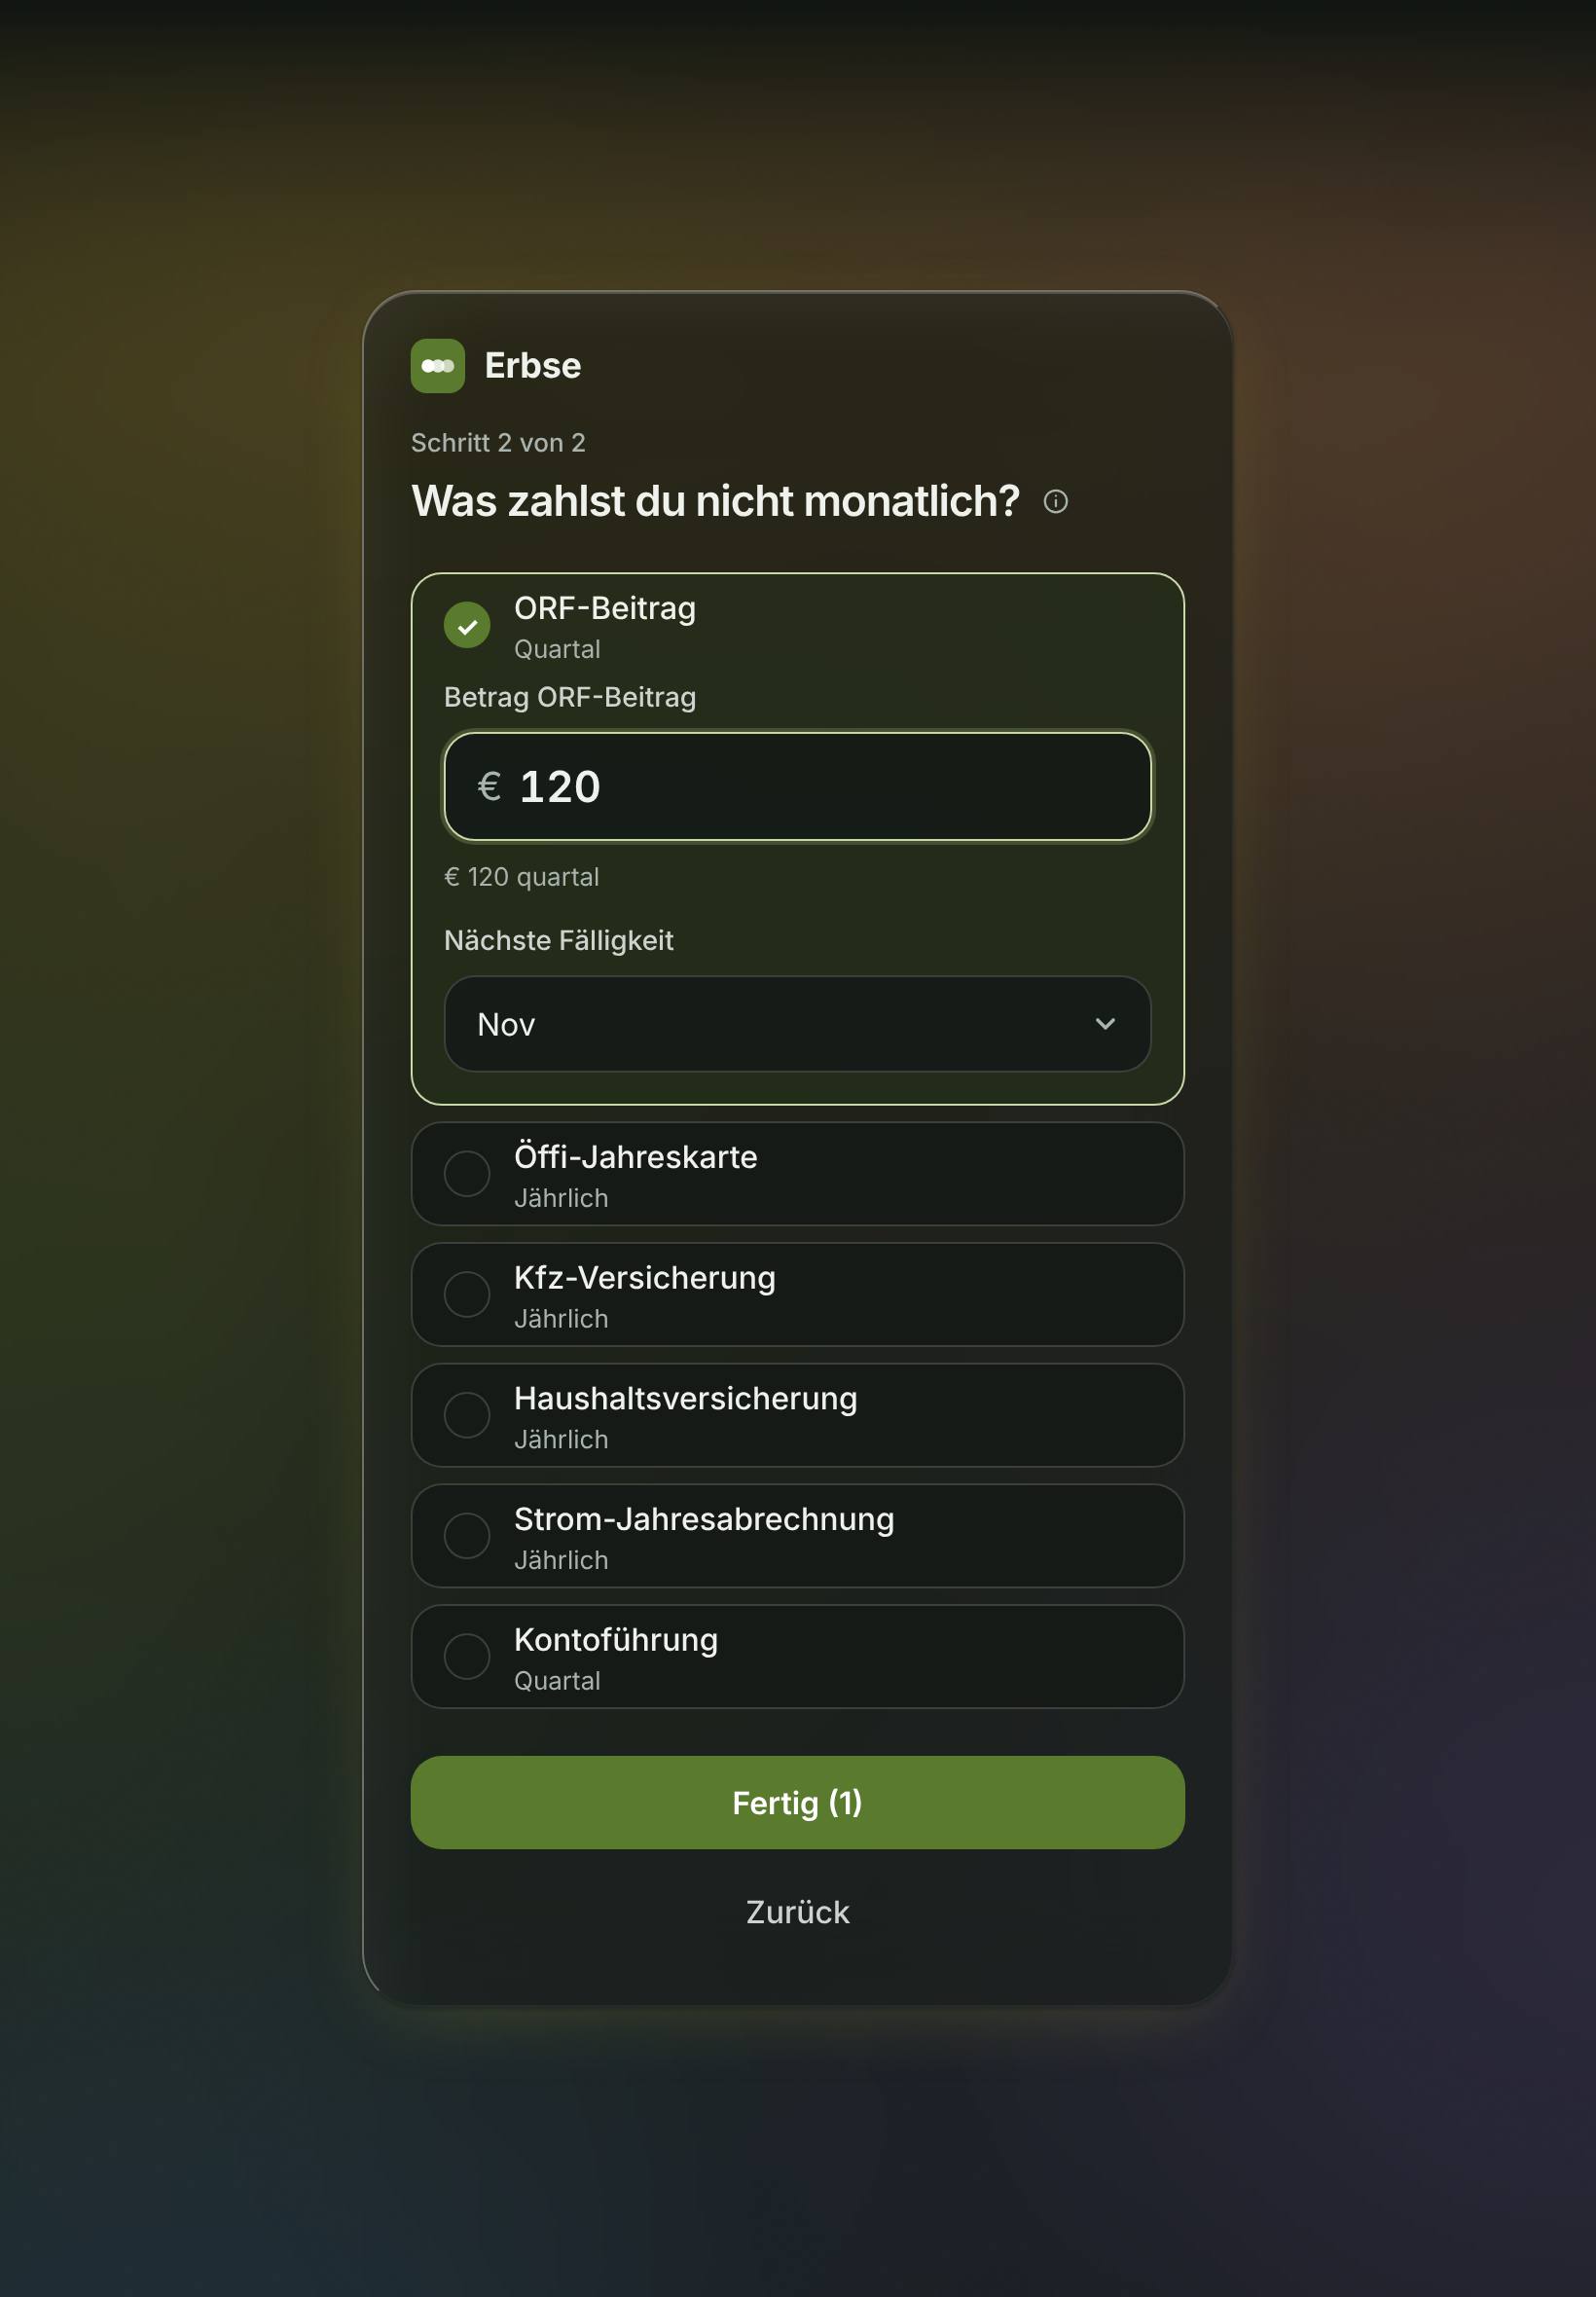 Erbse
Schritt 2 von 2
Was zahlst du nicht monatlich?
ORF-Beitrag
Quartal
Betrag ORF-Beitrag
€ 120
€ 120 quartal
Nächste Fälligkeit
Nov
Öffi-Jahreskarte
Jährlich
Kfz-Versicherung
Jährlich
Haushaltsversicherung
Jährlich
Strom-Jahresabrechnung
Jährlich
Kontoführung
Quartal
Fertig (1)
Zurück